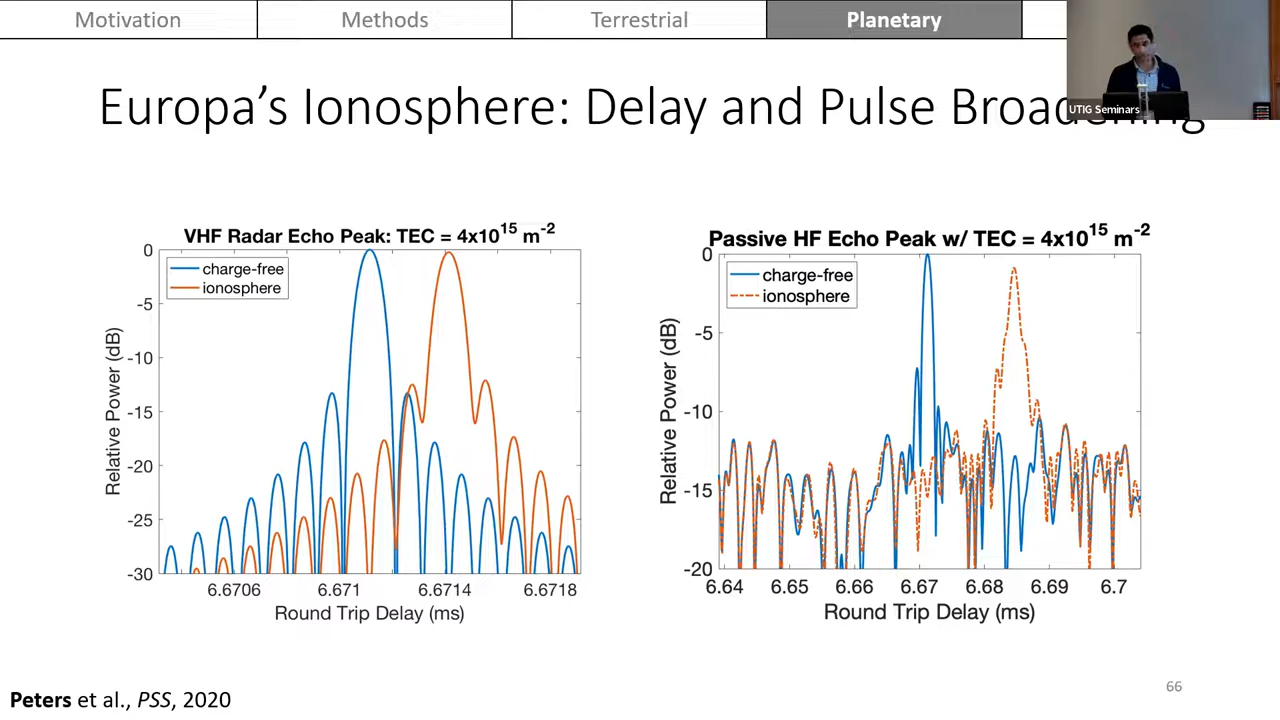 Motivation
Methods
Terrestrial
Planetary
UTIG Seminars
Europa's Ionosphere: Delay and Pulse Broadening
VHF Radar Echo Peak: TEC = 4x10^15 m^-2
charge-free
ionosphere
0
-5
-10
-15
-20
-25
-30
Relative Power (dB)
6.6706
6.671
6.6714
6.6718
Round Trip Delay (ms)
Passive HF Echo Peak w/ TEC = 4x10^15 m^-2
charge-free
ionosphere
0
-5
-10
-15
-20
Relative Power (dB)
6.64
6.65
6.66
6.67
6.68
6.69
6.7
Round Trip Delay (ms)
66
Peters et al., PSS, 2020